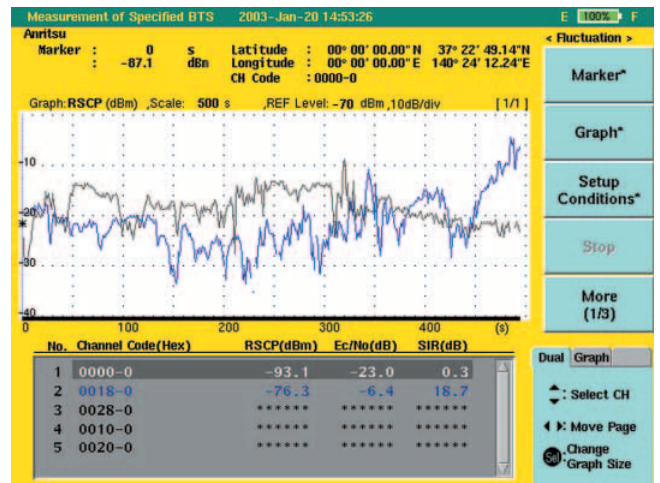 Measurement of Specified BTS 2003-Jan-20 14:53:26 E 100% F
Anritsu
< Fluctuation >
Marker : 0 s Latitude : 00° 00' 00.00" N 37° 22' 49.14"N
: -87.1 dBm Longitude : 00° 00' 00.00" E 140° 24' 12.24"E
CH Code : 0000-0
Marker*
Graph: RSCP (dBm) ,Scale: 500 s ,REF Level: -70 dBm ,10dB/div [1/1]
Graph*
-10
Setup
Conditions*
-20
Stop
-30
More
(1/3)
-40
0 100 200 300 400 (s)
No. Channel Code(Hex) RSCP(dBm) Ec/No(dB) SIR(dB)
1 0000-0 -93.1 -23.0 0.3
2 0018-0 -76.3 -6.4 18.7
3 0028-0 ****** ****** ******
4 0010-0 ****** ****** ******
5 0020-0 ****** ****** ******
Dual Graph
: Select CH
: Move Page
Sel : Change
Graph Size